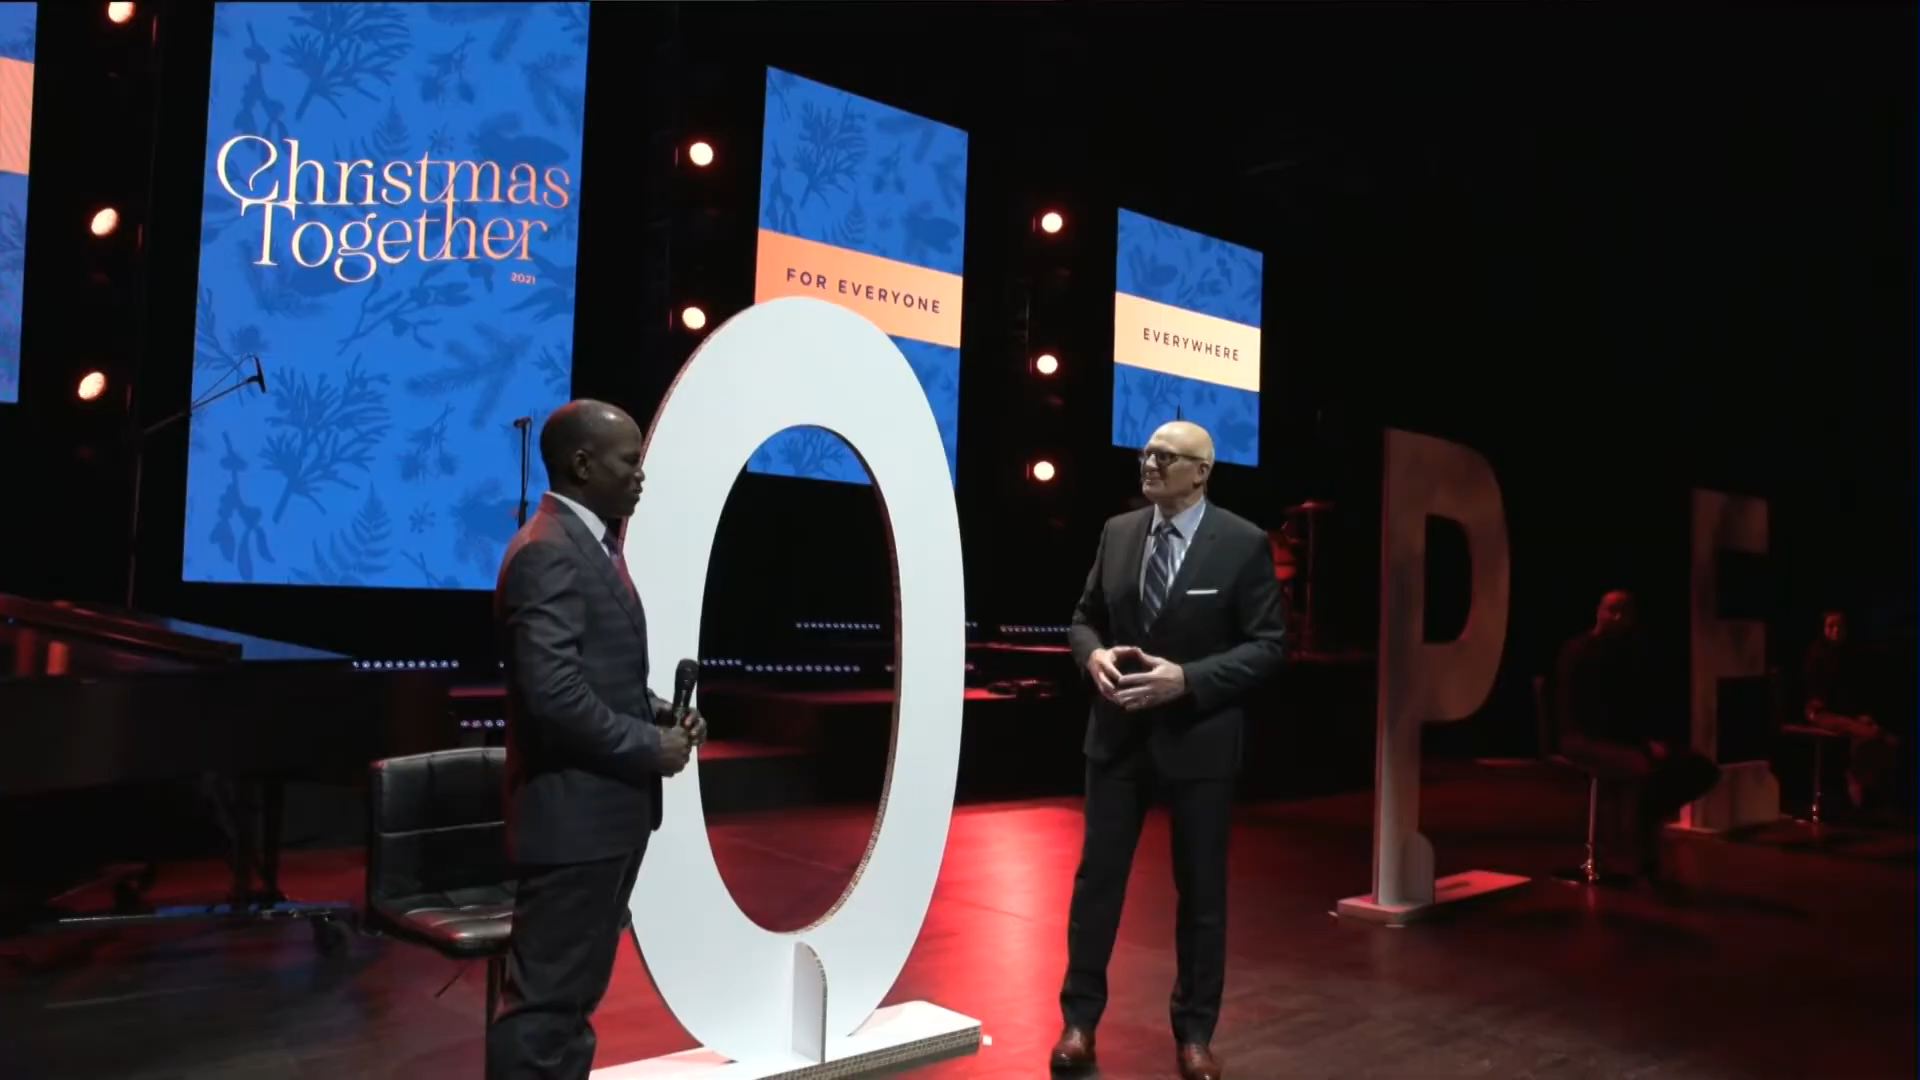 Christmas
Together
2021
FOR EVERYONE
EVERYWHERE
O
P
E